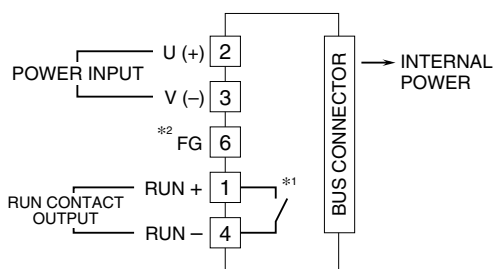 U (+) 2
POWER INPUT
V (–) 3
*2 FG 6
RUN + 1 *1
RUN CONTACT
OUTPUT
RUN – 4
BUS CONNECTOR
INTERNAL
POWER